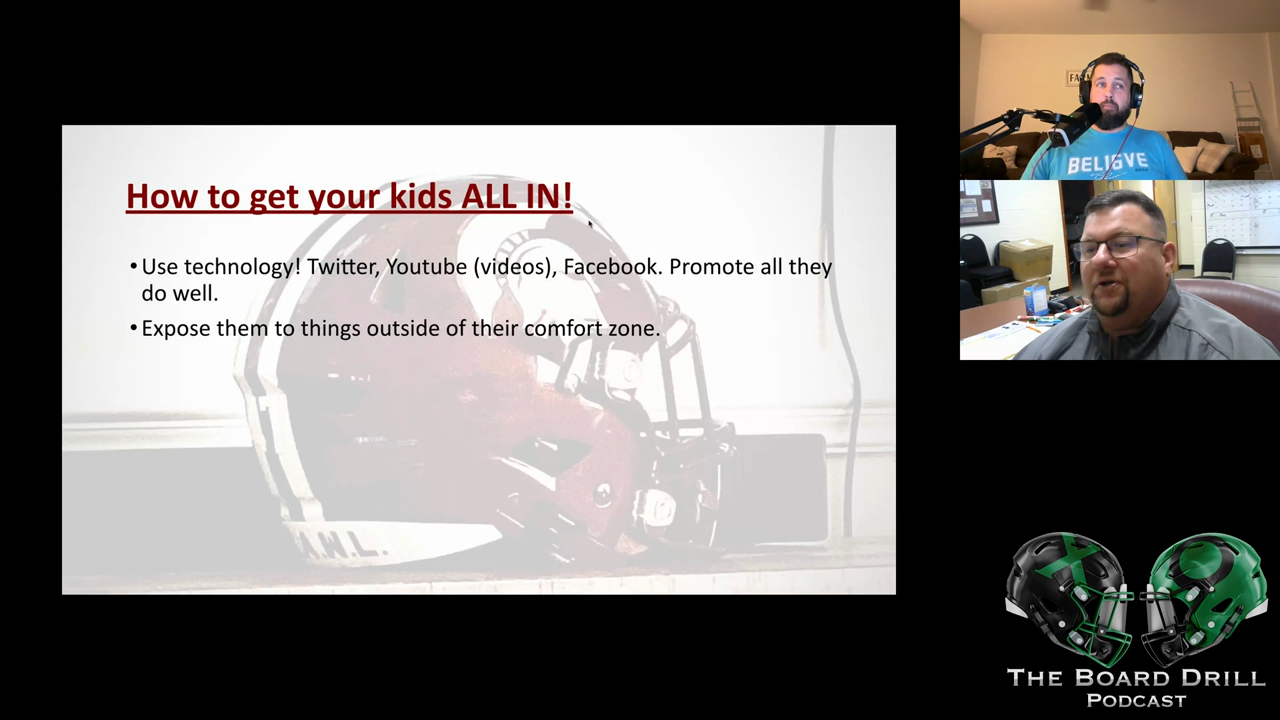 How to get your kids ALL IN!
•Use technology! Twitter, Youtube (videos), Facebook. Promote all they
do well.
•Expose them to things outside of their comfort zone.
BELIEVE
THE BOARD DRILL
PODCAST